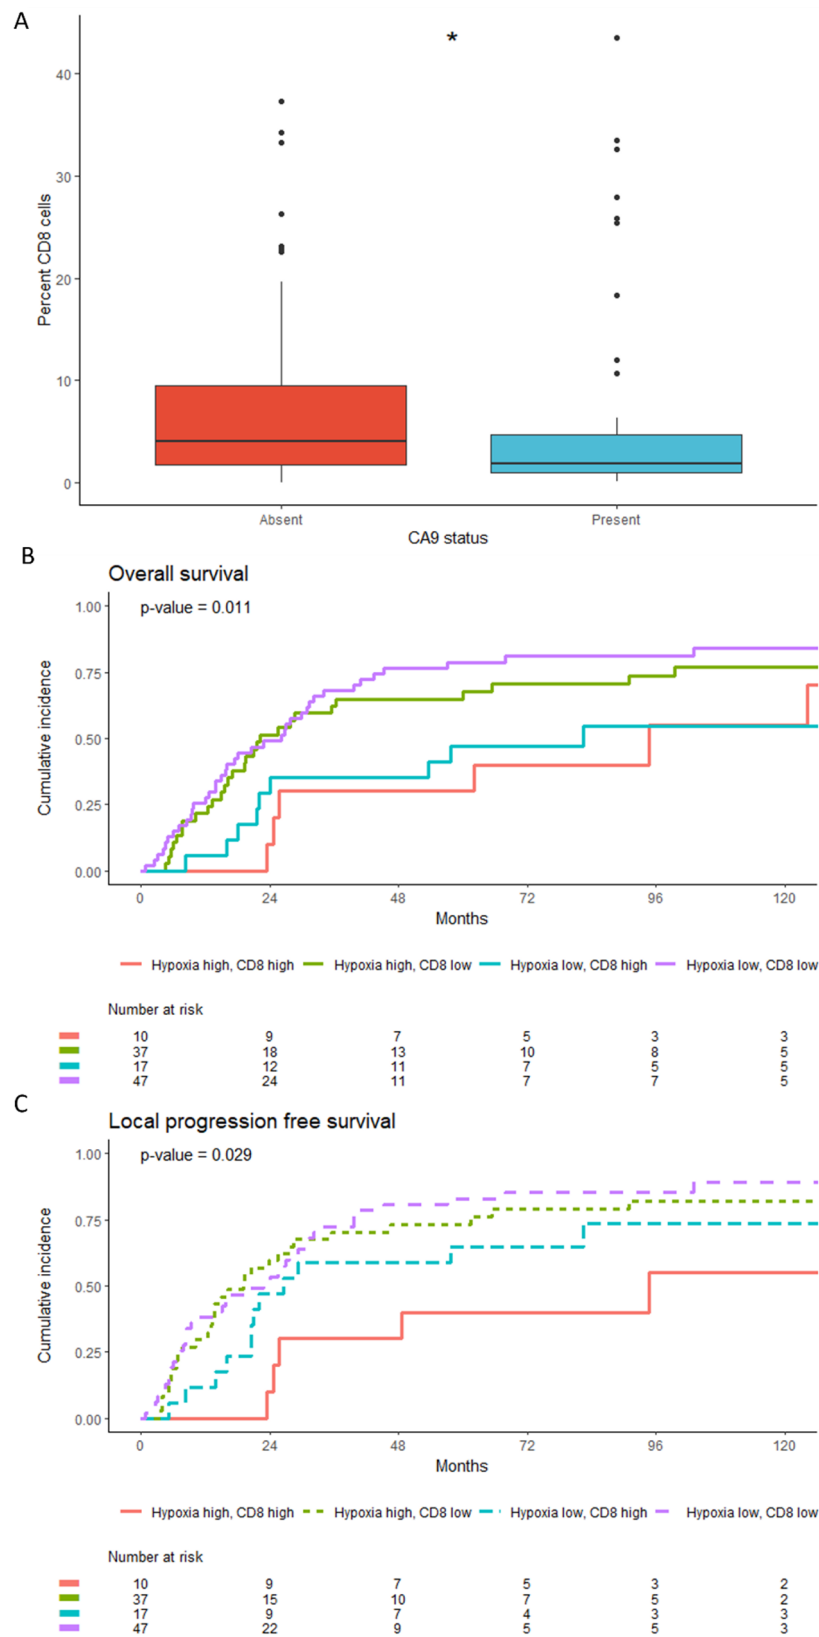 A
*
40
30
20
10
0
Percent CD8 cells
Absent Present
CA9 status
B
Overall survival
p-value = 0.011
1.00
0.75
0.50
0.25
0.00
Cumulative incidence
0 24 48 72 96 120
Months
Hypoxia high, CD8 high Hypoxia high, CD8 low Hypoxia low, CD8 high Hypoxia low, CD8 low
Number at risk
10 9 7 5 3 3
37 18 13 10 8 5
17 12 11 7 5 5
47 24 11 7 7 5
C
Local progression free survival
p-value = 0.029
1.00
0.75
0.50
0.25
0.00
Cumulative incidence
0 24 48 72 96 120
Months
Hypoxia high, CD8 high Hypoxia high, CD8 low Hypoxia low, CD8 high Hypoxia low, CD8 low
Number at risk
10 9 7 5 3 2
37 15 10 7 5 2
17 9 7 4 3 3
47 22 9 5 5 3